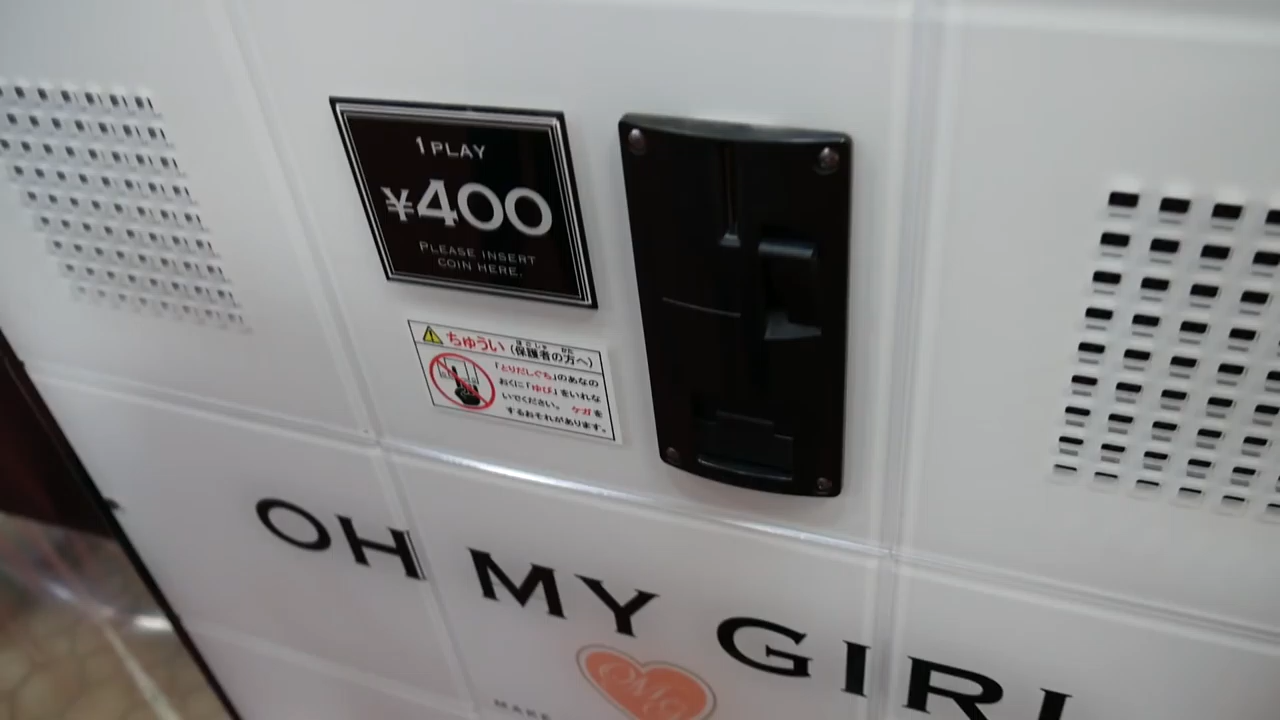 1 PLAY
¥400
PLEASE INSERT
COIN HERE.
ちゅうい (保護者の方へ)
「とりだしぐち」のあなの
おくに「ゆび」をいれな
いでください。 ケガを
するおそれがあります。
OH MY GIRL
OMG
MAKE